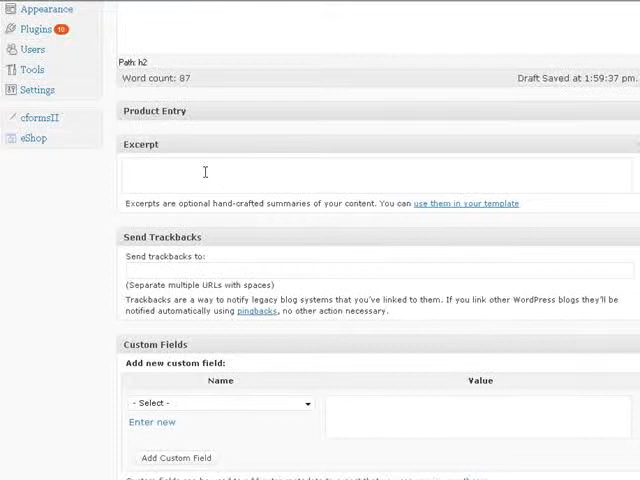 Appearance
Plugins 10
Users
Tools
Settings
cformsII
eShop
Path: h2
Word count: 87
Draft Saved at 1:59:37 pm.
Product Entry
Excerpt
Excerpts are optional hand-crafted summaries of your content. You can use them in your template
Send Trackbacks
Send trackbacks to:
(Separate multiple URLs with spaces)
Trackbacks are a way to notify legacy blog systems that you've linked to them. If you link other WordPress blogs they'll
notified automatically using pingbacks, no other action necessary.
Custom Fields
Add new custom field:
Name
Value
- Select -
Enter new
Add Custom Field